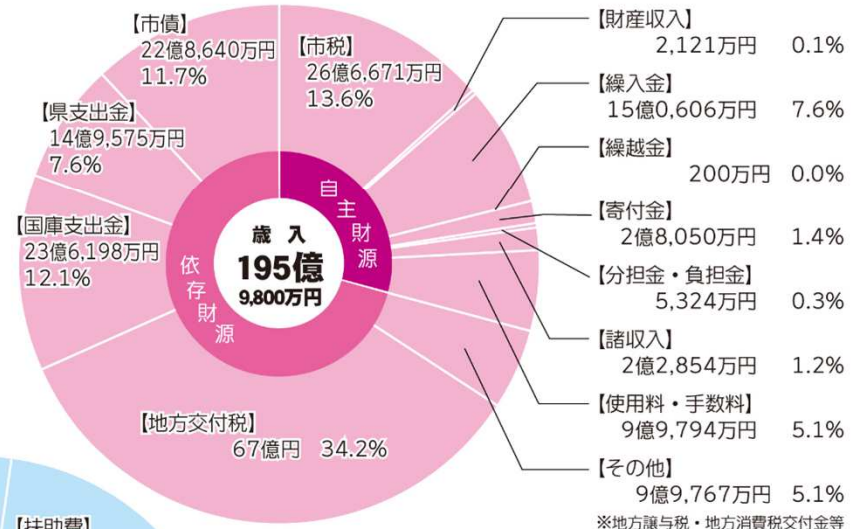 【市債】
22億8,640万円
11.7%
【市税】
26億6,671万円
13.6%
【県支出金】
14億9,575万円
7.6%
【国庫支出金】
23億6,198万円
12.1%
【地方交付税】
67億円 34.2%
自主財源
依存財源
歳入
195億
9,800万円
【財産収入】
2,121万円 0.1%
【繰入金】
15億0,606万円 7.6%
【繰越金】
200万円 0.0%
【寄付金】
2億8,050万円 1.4%
【分担金・負担金】
5,324万円 0.3%
【諸収入】
2億2,854万円 1.2%
【使用料・手数料】
9億9,794万円 5.1%
【その他】
9億9,767万円 5.1%
※地方譲与税・地方消費税交付金等
【扶助費】